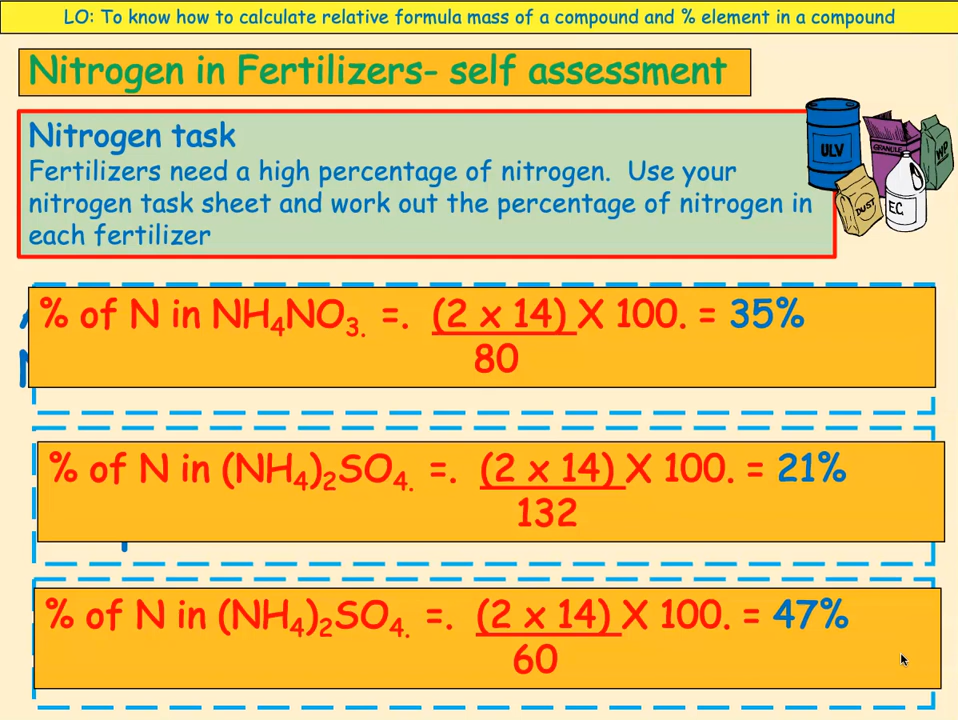 LO: To know how to calculate relative formula mass of a compound and % element in a compound
Nitrogen in Fertilizers- self assessment
Nitrogen task
Fertilizers need a high percentage of nitrogen. Use your
nitrogen task sheet and work out the percentage of nitrogen in
each fertilizer
ULV
GRANULES
WP
DUST
E.C.
% of N in NH₄NO₃. =. (2 x 14) X 100. = 35%
80
% of N in (NH₄)₂SO₄. =. (2 x 14) X 100. = 21%
132
% of N in (NH₄)₂SO₄. =. (2 x 14) X 100. = 47%
60